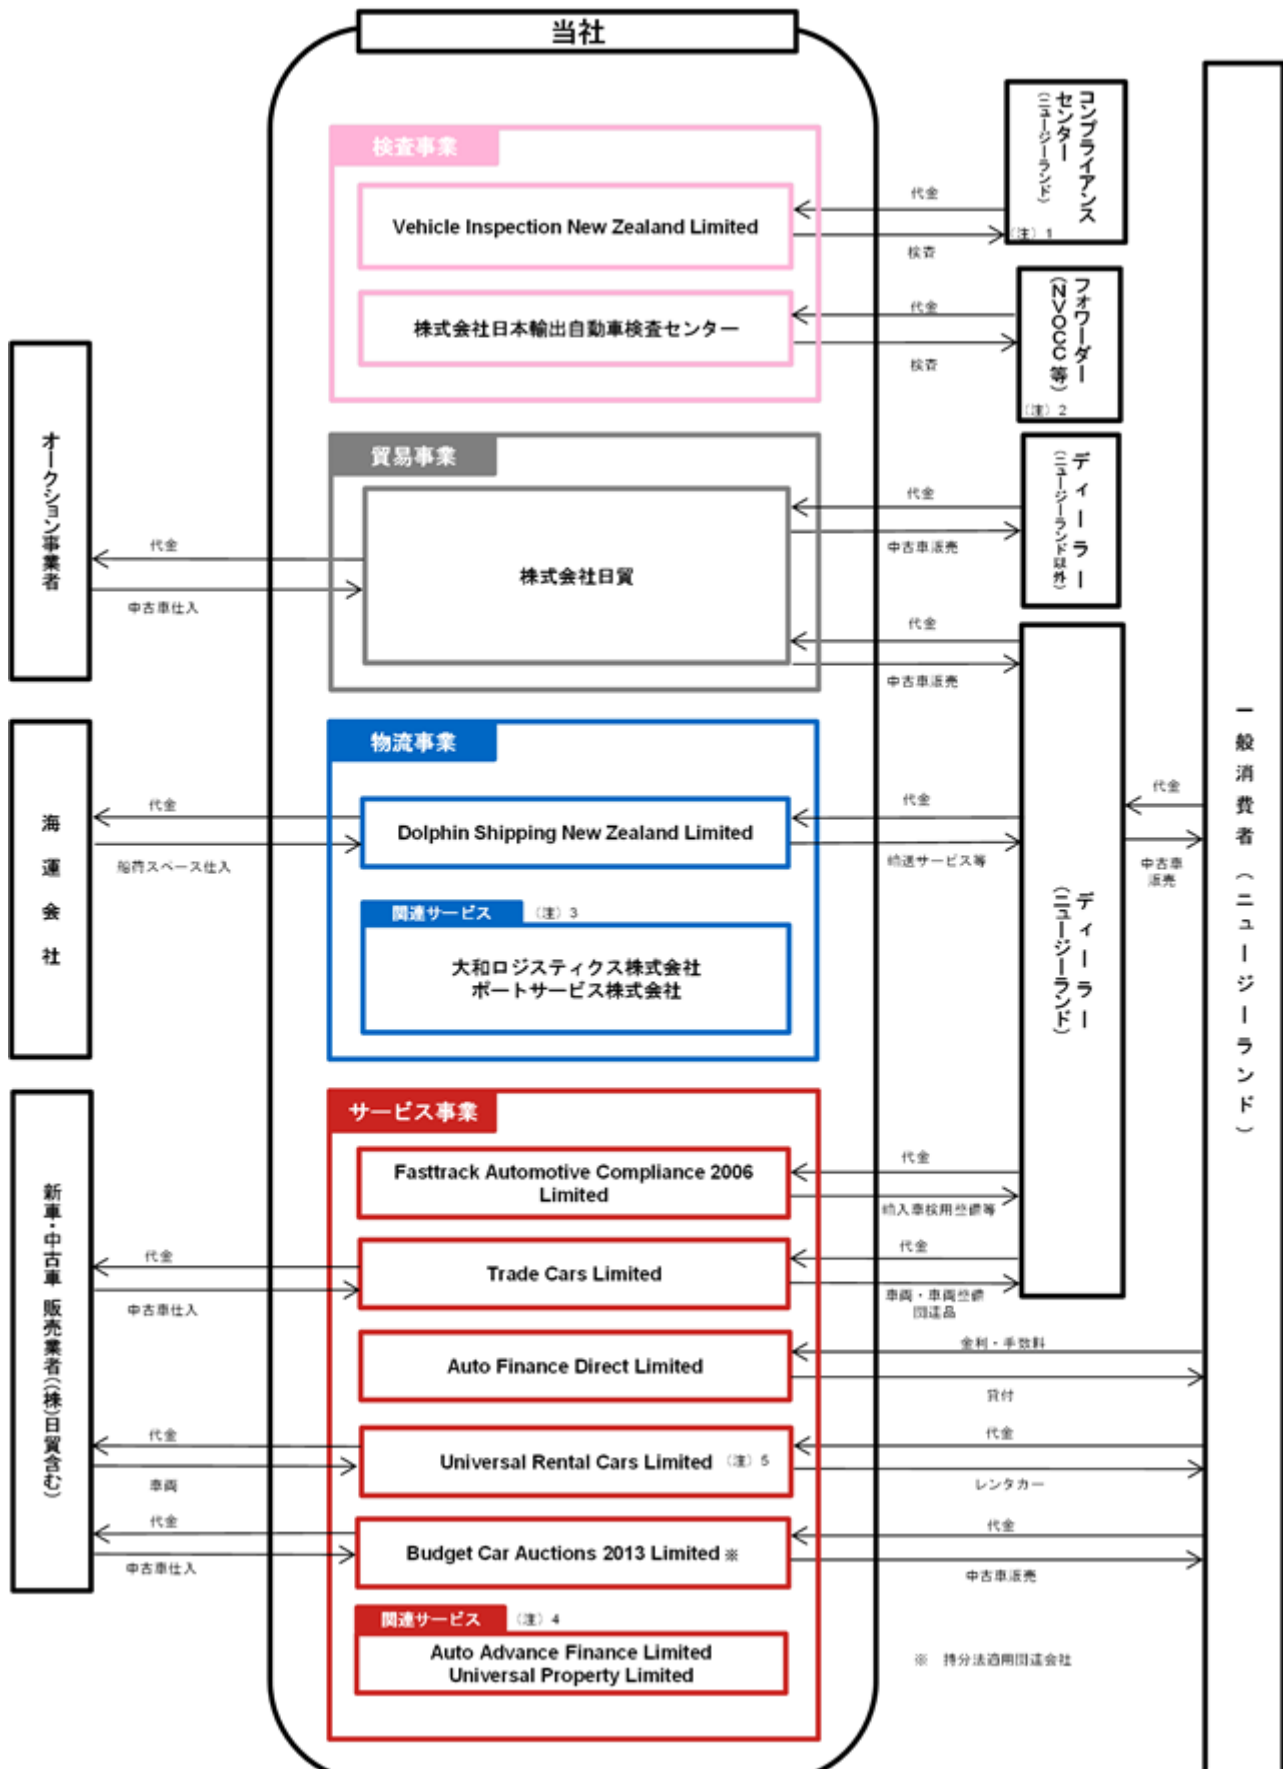 当社
検査事業
Vehicle Inspection New Zealand Limited
代金
検査
コンプライアンス
センター
(ニュージーランド)
(注) 1
株式会社日本輸出自動車検査センター
代金
検査
フォワーダー
(NVOCC 等)
(注) 2
貿易事業
株式会社日貿
オークション事業者
代金
中古車仕入
代金
中古車販売
ディーラー
(ニュージーランド以外)
代金
中古車販売
物流事業
Dolphin Shipping New Zealand Limited
海運会社
代金
船荷スペース仕入
代金
輸送サービス等
関連サービス
(注) 3
大和ロジスティクス株式会社
ポートサービス株式会社
ディーラー
(ニュージーランド)
代金
中古車
販売
一般消費者(ニュージーランド)
サービス事業
Fasttrack Automotive Compliance 2006
Limited
代金
輸入車検用整備等
新車・中古車 販売業者((株)日貿含む)
代金
中古車仕入
Trade Cars Limited
代金
車両・車両整備
関連品
Auto Finance Direct Limited
金利・手数料
貸付
代金
車両
Universal Rental Cars Limited (注) 5
代金
レンタカー
代金
中古車仕入
Budget Car Auctions 2013 Limited ※
代金
中古車販売
関連サービス
(注) 4
Auto Advance Finance Limited
Universal Property Limited
※ 持分法適用関連会社